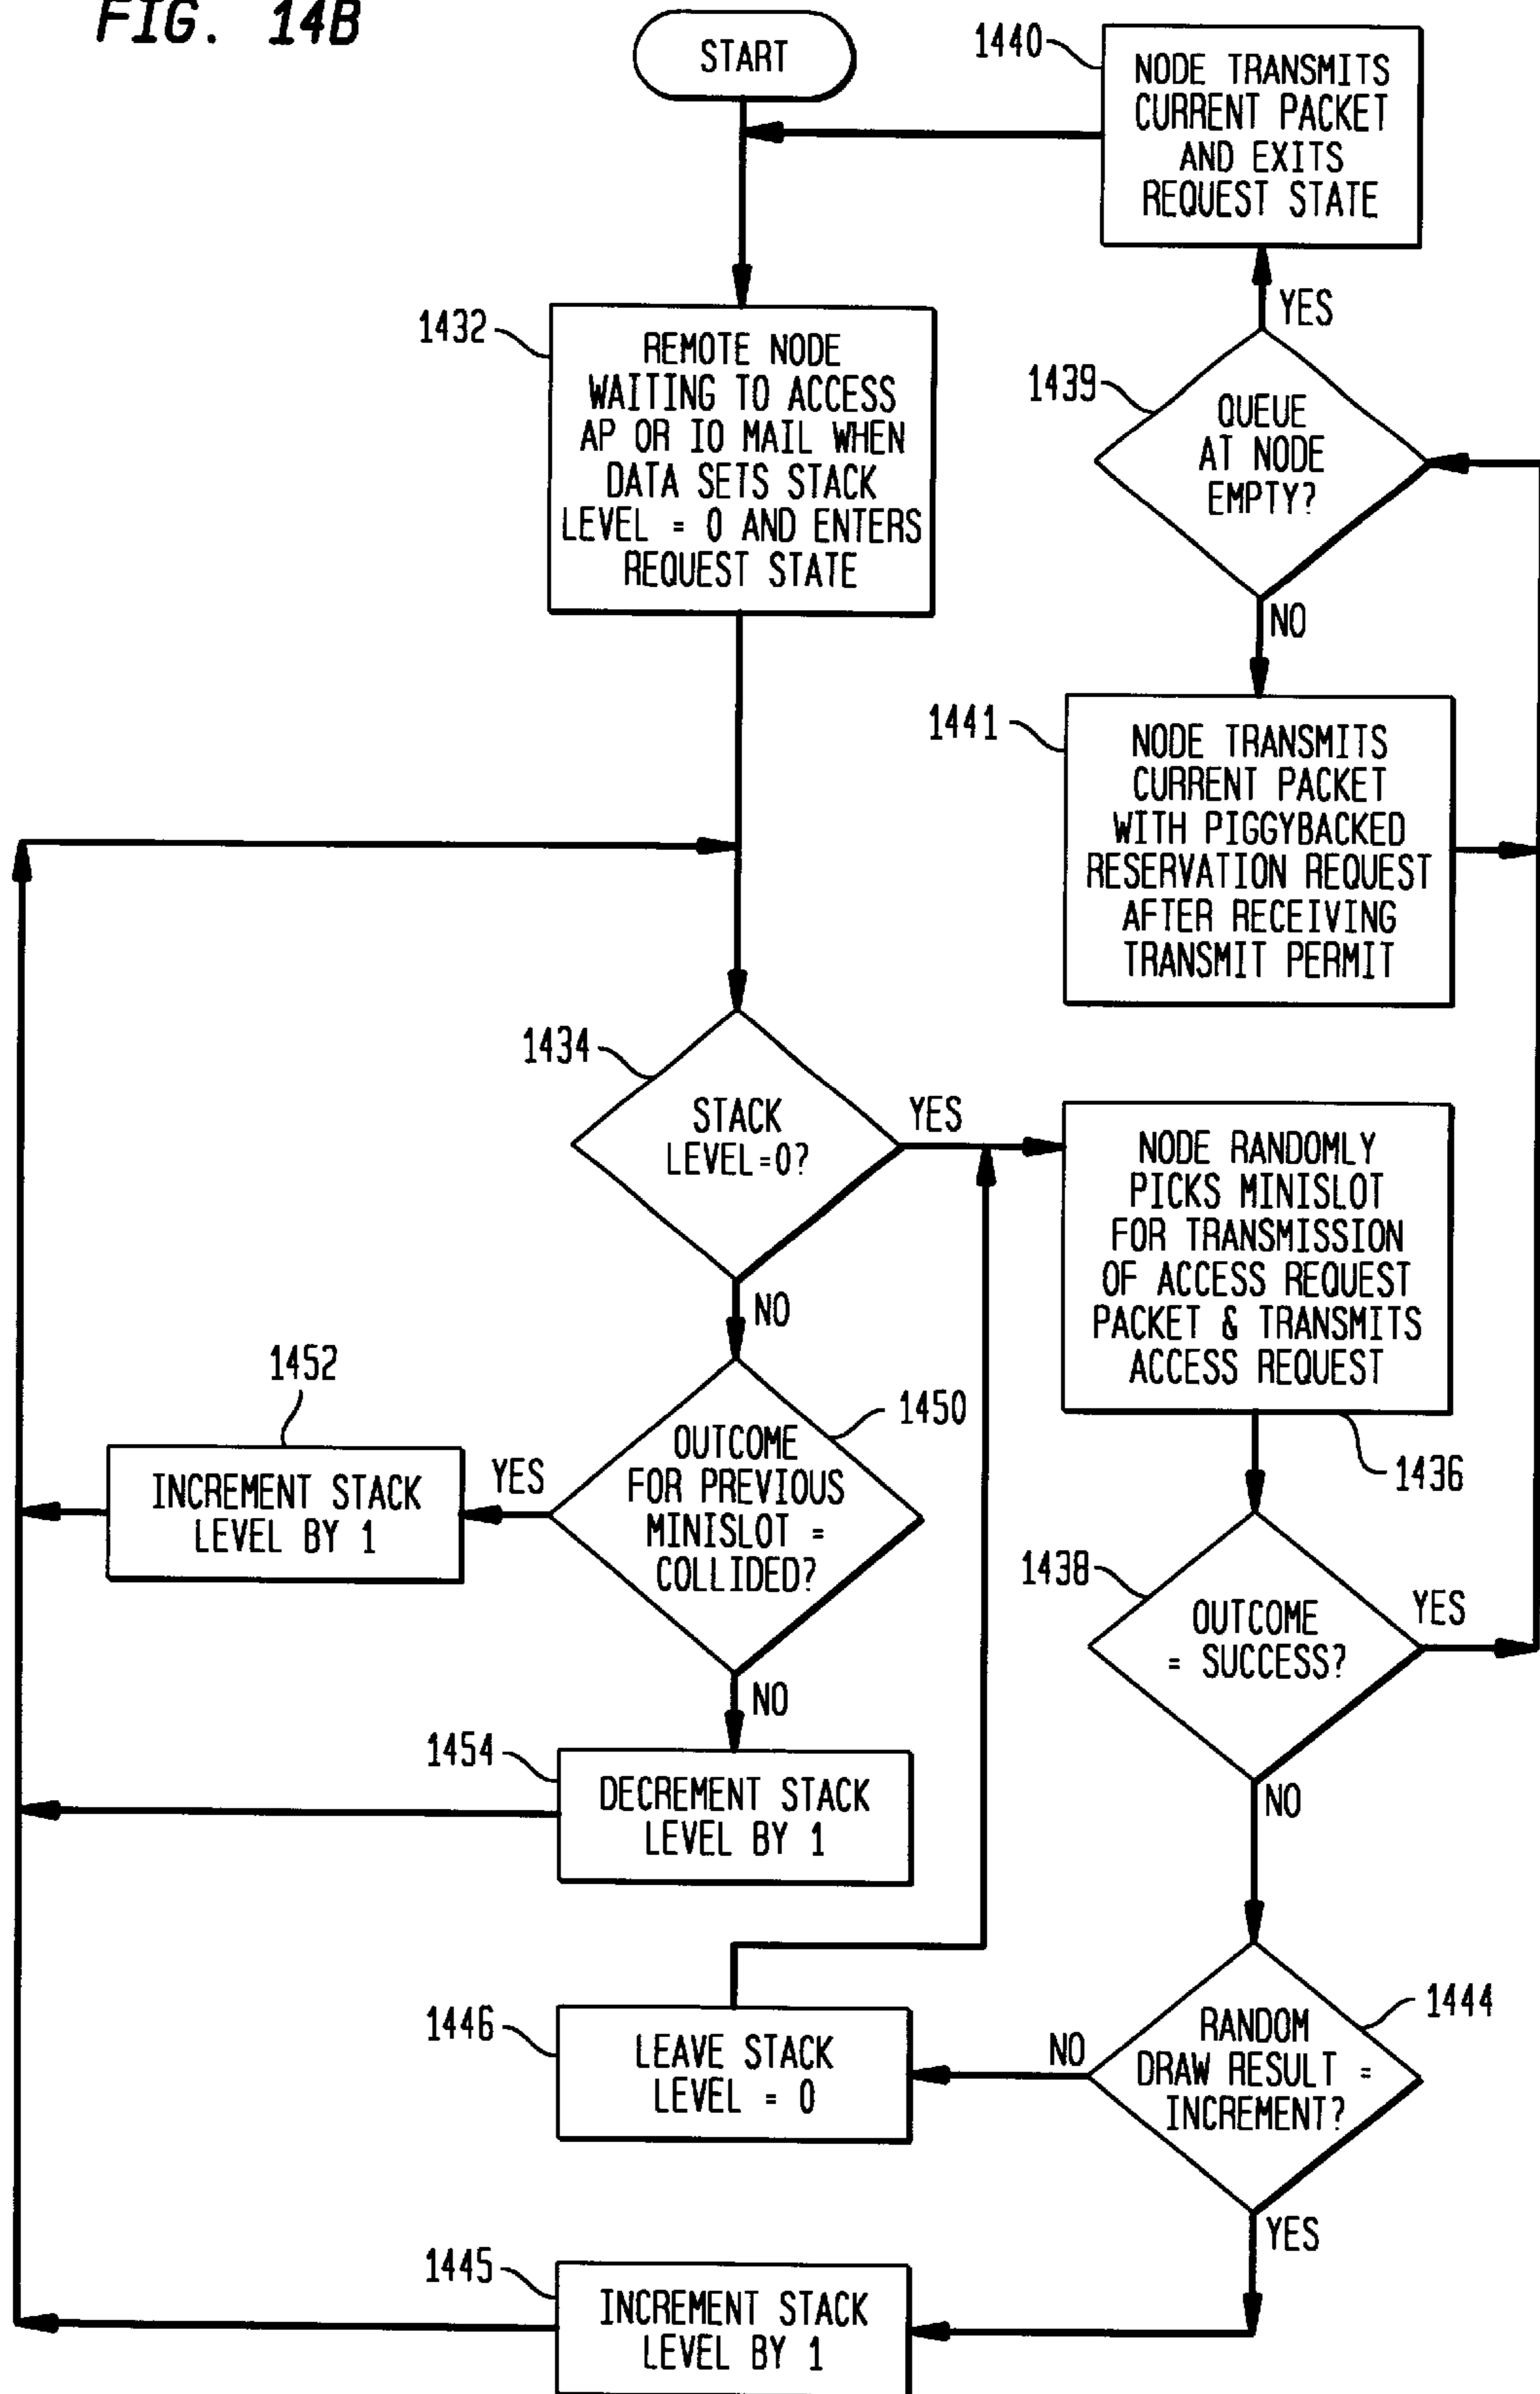 FIG. 14B
START
1440
NODE TRANSMITS
CURRENT PACKET
AND EXITS
REQUEST STATE
1432
REMOTE NODE
WAITING TO ACCESS
AP OR IO MAIL WHEN
DATA SETS STACK
LEVEL = 0 AND ENTERS
REQUEST STATE
YES
1439
QUEUE
AT NODE
EMPTY?
NO
1441
NODE TRANSMITS
CURRENT PACKET
WITH PIGGYBACKED
RESERVATION REQUEST
AFTER RECEIVING
TRANSMIT PERMIT
1434
STACK
LEVEL=0?
YES
NO
NODE RANDOMLY
PICKS MINISLOT
FOR TRANSMISSION
OF ACCESS REQUEST
PACKET & TRANSMITS
ACCESS REQUEST
1436
1452
INCREMENT STACK
LEVEL BY 1
YES
1450
OUTCOME
FOR PREVIOUS
MINISLOT =
COLLIDED?
NO
1438
OUTCOME
= SUCCESS?
YES
NO
1454
DECREMENT STACK
LEVEL BY 1
1446
LEAVE STACK
LEVEL = 0
NO
1444
RANDOM
DRAW RESULT =
INCREMENT?
YES
1445
INCREMENT STACK
LEVEL BY 1